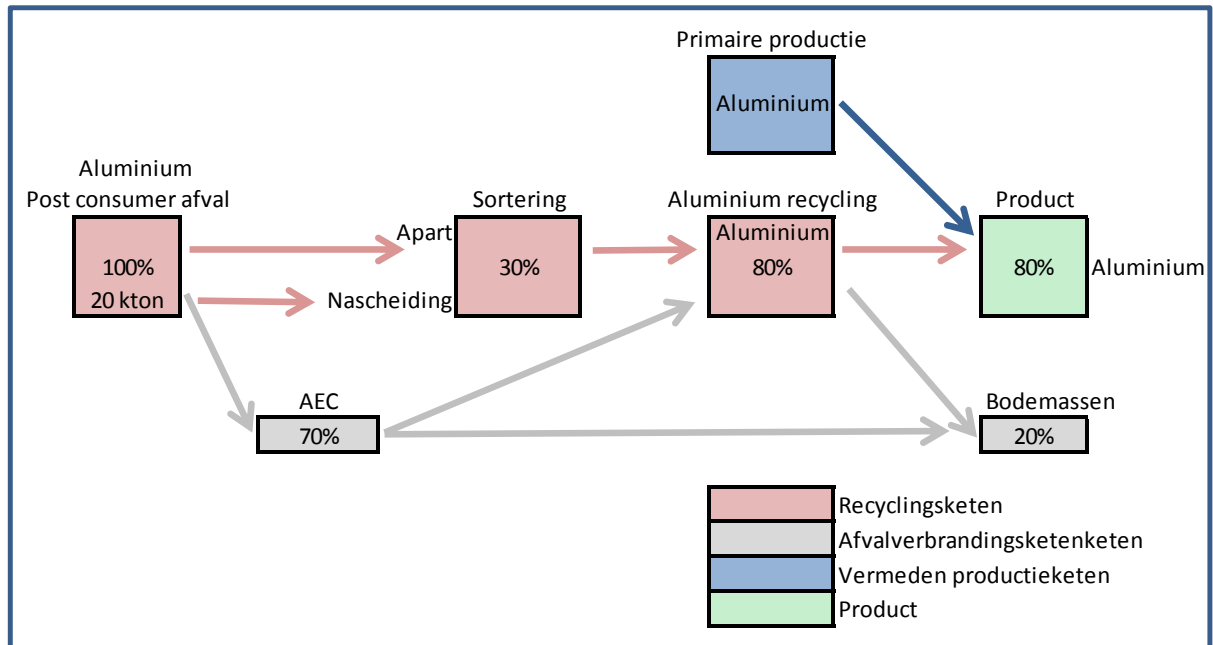 Primaire productie
Aluminium
Aluminium
Post consumer afval
100%
20 kton
Apart
Nascheiding
Sortering
30%
Aluminium recycling
Aluminium
80%
Product
80%
Aluminium
AEC
70%
Bodemassen
20%
Recyclingsketen
Afvalverbrandingsketenketen
Vermeden productieketen
Product